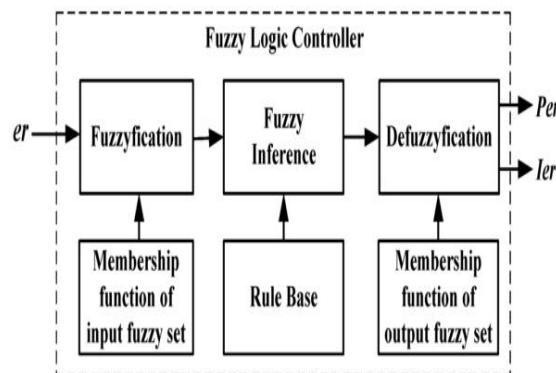 Fuzzy Logic Controller
er
Fuzzyfication
Fuzzy
Inference
Defuzzyfication
Per
Ier
Membership
function of
input fuzzy set
Rule Base
Membership
function of
output fuzzy set